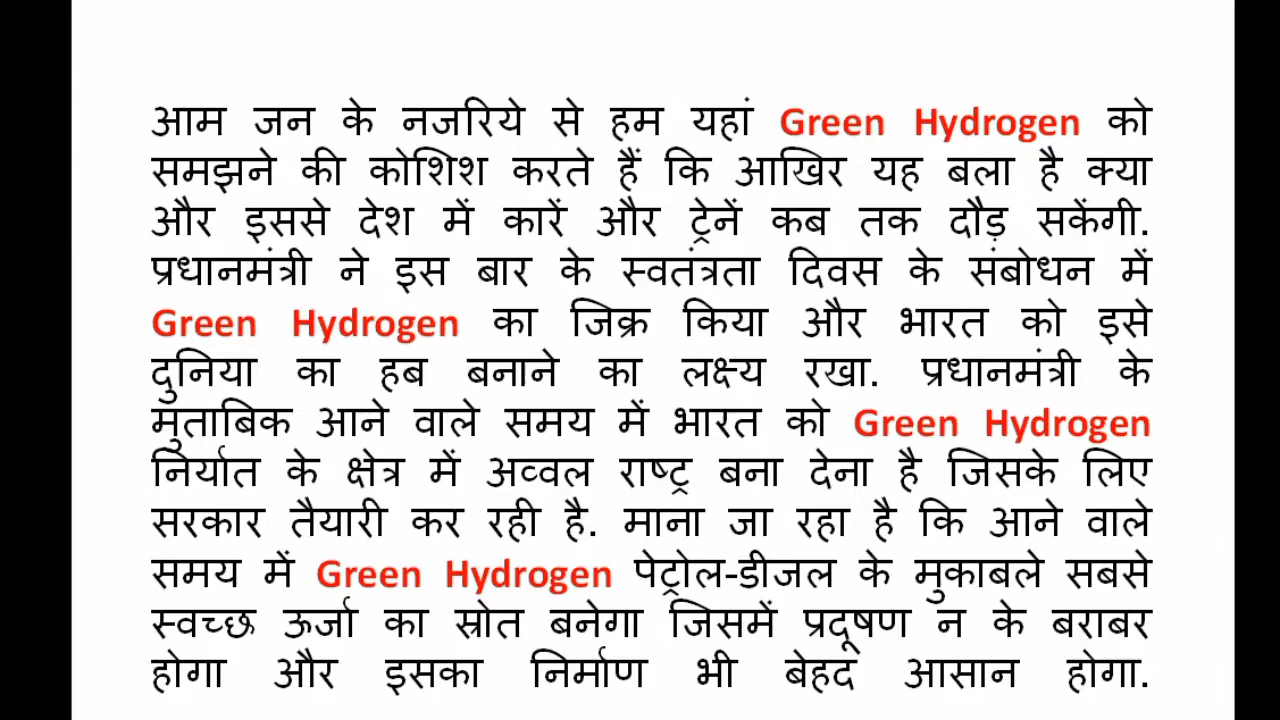 आम जन के नजरिये से हम यहां Green Hydrogen को
समझने की कोशिश करते हैं कि आखिर यह बला है क्या
और इससे देश में कारें और ट्रेनें कब तक दौड़ सकेंगी.
प्रधानमंत्री ने इस बार के स्वतंत्रता दिवस के संबोधन में
Green Hydrogen का जिक्र किया और भारत को इसे
दुनिया का हब बनाने का लक्ष्य रखा. प्रधानमंत्री के
मुताबिक आने वाले समय में भारत को Green Hydrogen
निर्यात के क्षेत्र में अव्वल राष्ट्र बना देना है जिसके लिए
सरकार तैयारी कर रही है. माना जा रहा है कि आने वाले
समय में Green Hydrogen पेट्रोल-डीजल के मुकाबले सबसे
स्वच्छ ऊर्जा का स्रोत बनेगा जिसमें प्रदूषण न के बराबर
होगा और इसका निर्माण भी बेहद आसान होगा.